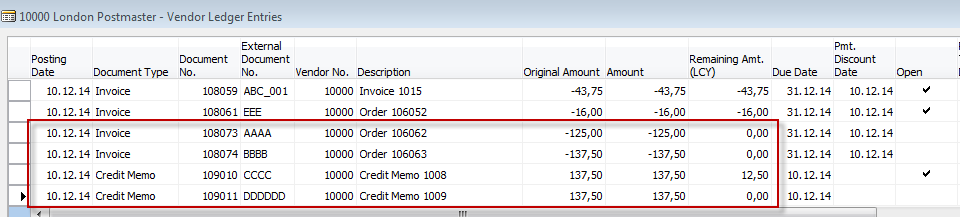 10000 London Postmaster - Vendor Ledger Entries
Posting Date Document Type Document No. External Document No. Vendor No. Description Original Amount Amount Remaining Amt. (LCY) Due Date Pmt. Discount Date Open
10.12.14 Invoice 108059 ABC_001 10000 Invoice 1015 -43,75 -43,75 -43,75 31.12.14 10.12.14 ✓
10.12.14 Invoice 108061 EEE 10000 Order 106052 -16,00 -16,00 -16,00 31.12.14 10.12.14 ✓
10.12.14 Invoice 108073 AAAA 10000 Order 106062 -125,00 -125,00 0,00 31.12.14 10.12.14
10.12.14 Invoice 108074 BBBB 10000 Order 106063 -137,50 -137,50 0,00 31.12.14 10.12.14
10.12.14 Credit Memo 109010 CCCC 10000 Credit Memo 1008 137,50 137,50 12,50 10.12.14 ✓
10.12.14 Credit Memo 109011 DDDDDD 10000 Credit Memo 1009 137,50 137,50 0,00 10.12.14